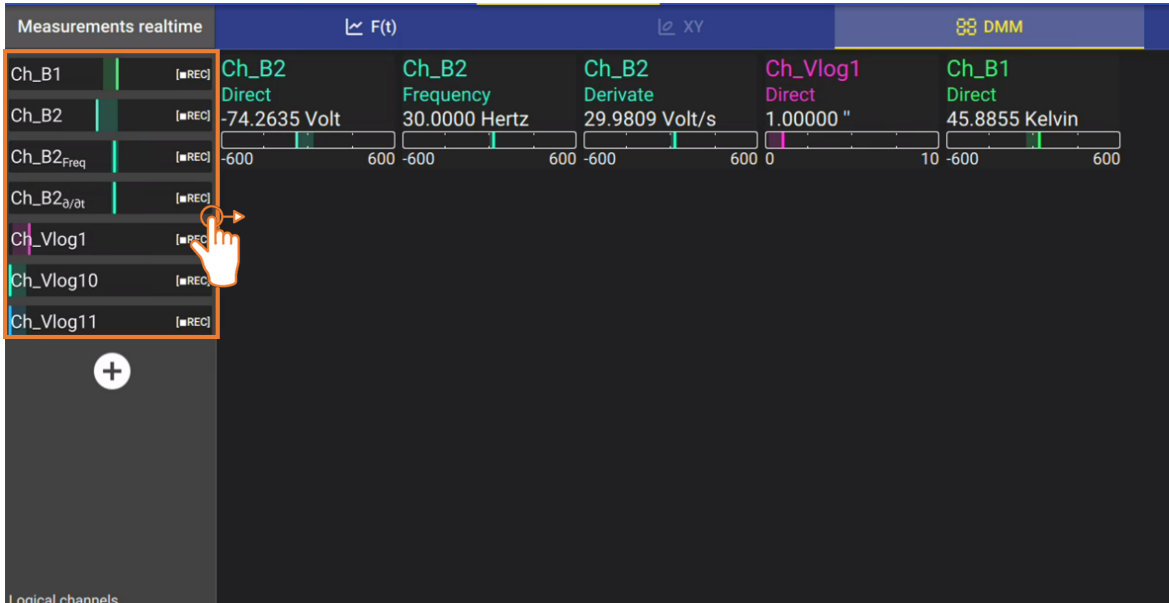 Measurements realtime
F(t)
XY
DMM
Ch_B1 [■REC]
Ch_B2 [■REC]
Ch_B2Freq [■REC]
Ch_B2∂/∂t [■REC]
Ch_Vlog1 [■REC]
Ch_Vlog10 [■REC]
Ch_Vlog11 [■REC]
+
Logical channels
Ch_B2
Direct
-74.2635 Volt
-600 600
Ch_B2
Frequency
30.0000 Hertz
-600 600
Ch_B2
Derivate
29.9809 Volt/s
-600 600
Ch_Vlog1
Direct
1.00000 "
0 10
Ch_B1
Direct
45.8855 Kelvin
-600 600